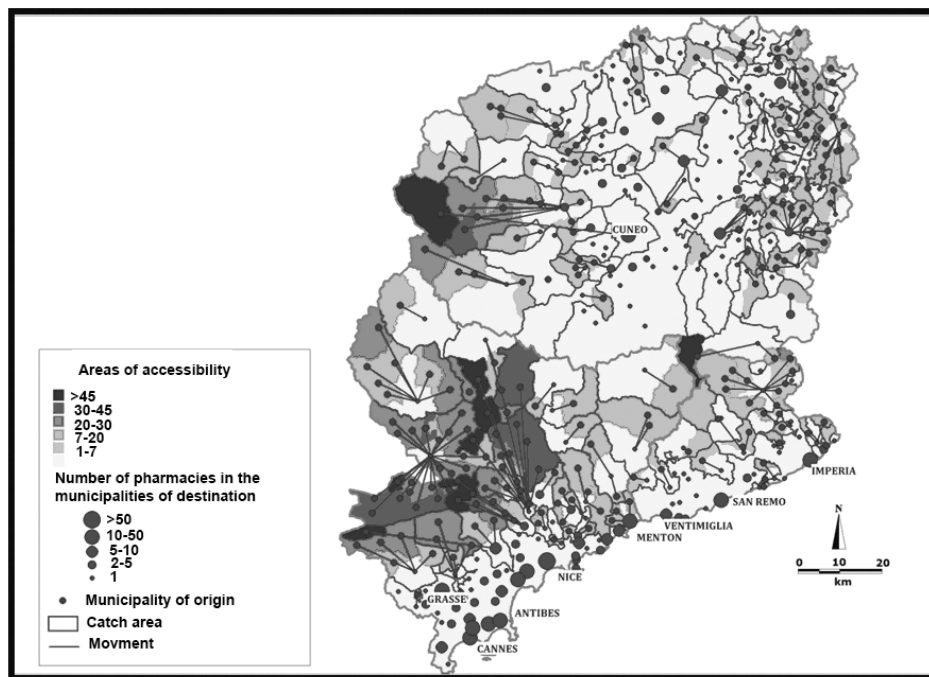 CUNEO
Areas of accessibility
>45
30-45
20-30
7-20
1-7
Number of pharmacies in the
municipalities of destination
>50
10-50
5-10
2-5
1
Municipality of origin
Catch area
Movment
IMPERIA
SAN REMO
VENTIMIGLIA
MENTON
NICE
GRASSE
ANTIBES
CANNES
N
0 10 20
km